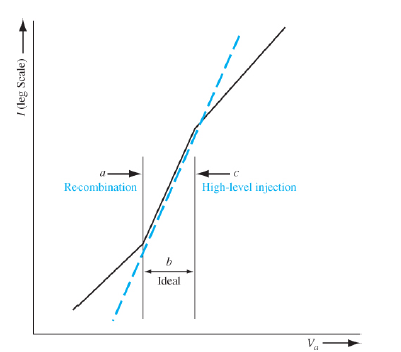 I (log Scale)
a
c
Recombination
High-level injection
b
Ideal
Va